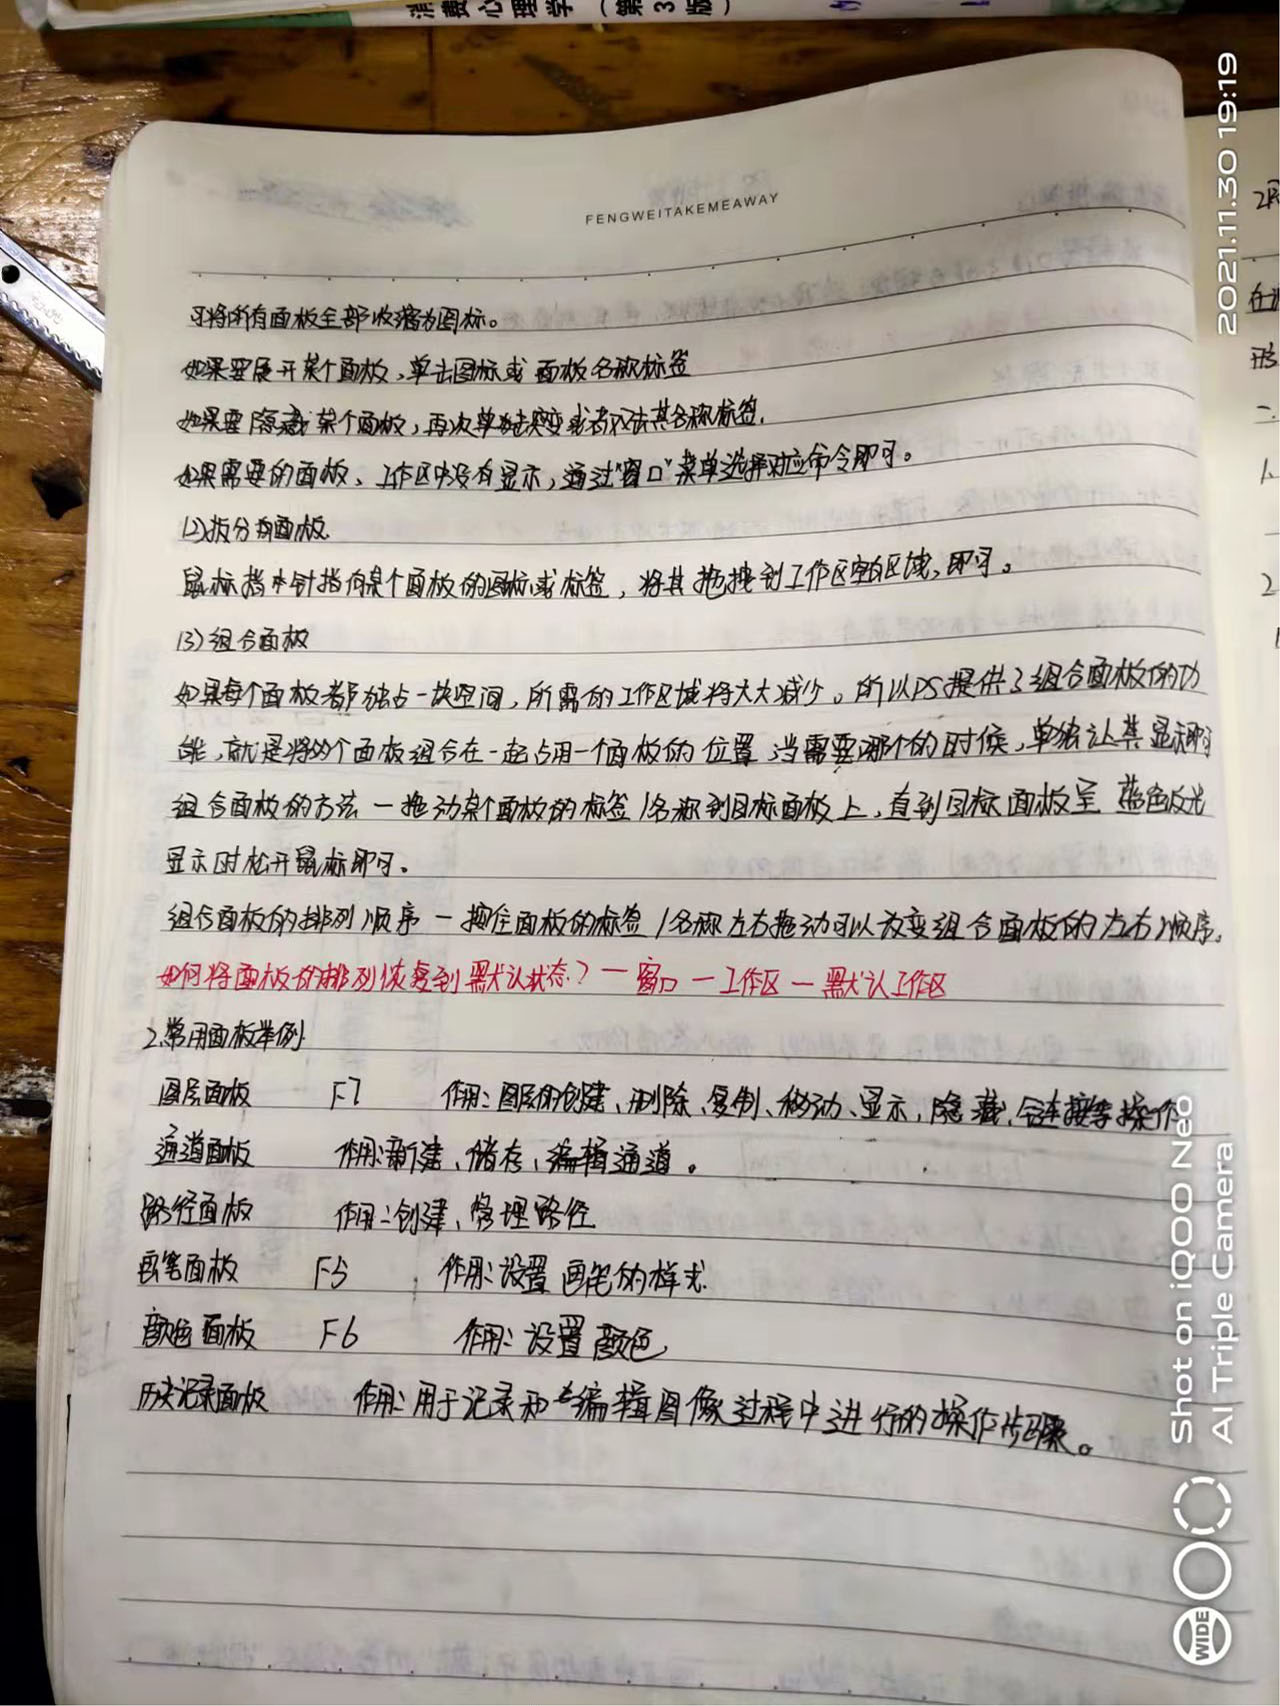 消费心理学（第3版）
FENGWEITAKEMEAWAY
可将所有面板全部收缩为图标。
如果要展开某个面板，单击图标或面板名称标签
如果要隐藏某个面板，再次单击或者双击其名称标签.
如果需要的面板、工作区中没有显示，通过"窗口"菜单选择对应命令即可。
(2)拆分面板
鼠标指针指向某个面板的图标或标签，将其拖拽到工作区空白区域，即可。
(3)组合面板
如果每个面板都独占一块空间，所需的工作区域将大大减少。所以PS提供了组合面板的功
能，就是将多个面板组合在一起占用一个面板的位置，当需要哪个的时候，单独让其显示即可
组合面板的方法 — 拖动某个面板的标签/名称到目标面板上，直到目标面板呈蓝色反光
显示时松开鼠标即可。
组合面板的排列顺序 — 按住面板的标签/名称左右拖动可以改变组合面板的左右顺序。
如何将面板的排列恢复到默认状态？— 窗口 — 工作区 — 默认工作区
2.常用面板举例
图层面板 F7 作用：图层的创建、删除、复制、移动、显示，隐藏，链接等操作
通道面板 作用：新建、储存、编辑通道。
路径面板 作用：创建、管理路径
画笔面板 F5 作用：设置画笔的样式
颜色面板 F6 作用：设置颜色
历史记录面板 作用：用于记录和编辑图像过程中进行的操作步骤。
2021.11.30 19:19
Shot on iQOO Neo
AI Triple Camera
WIDE